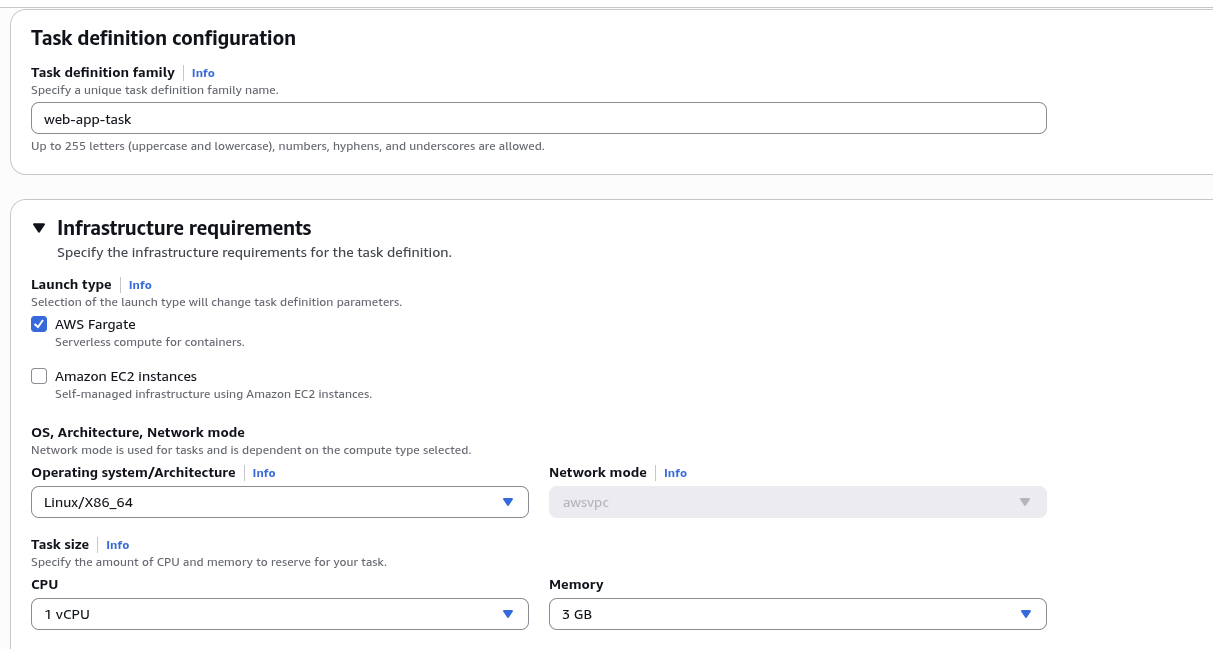 Task definition configuration
Task definition family Info
Specify a unique task definition family name.
web-app-task
Up to 255 letters (uppercase and lowercase), numbers, hyphens, and underscores are allowed.
Infrastructure requirements
Specify the infrastructure requirements for the task definition.
Launch type Info
Selection of the launch type will change task definition parameters.
AWS Fargate
Serverless compute for containers.
Amazon EC2 instances
Self-managed infrastructure using Amazon EC2 instances.
OS, Architecture, Network mode
Network mode is used for tasks and is dependent on the compute type selected.
Operating system/Architecture Info Network mode Info
Linux/X86_64 awsvpc
Task size Info
Specify the amount of CPU and memory to reserve for your task.
CPU Memory
1 vCPU 3 GB